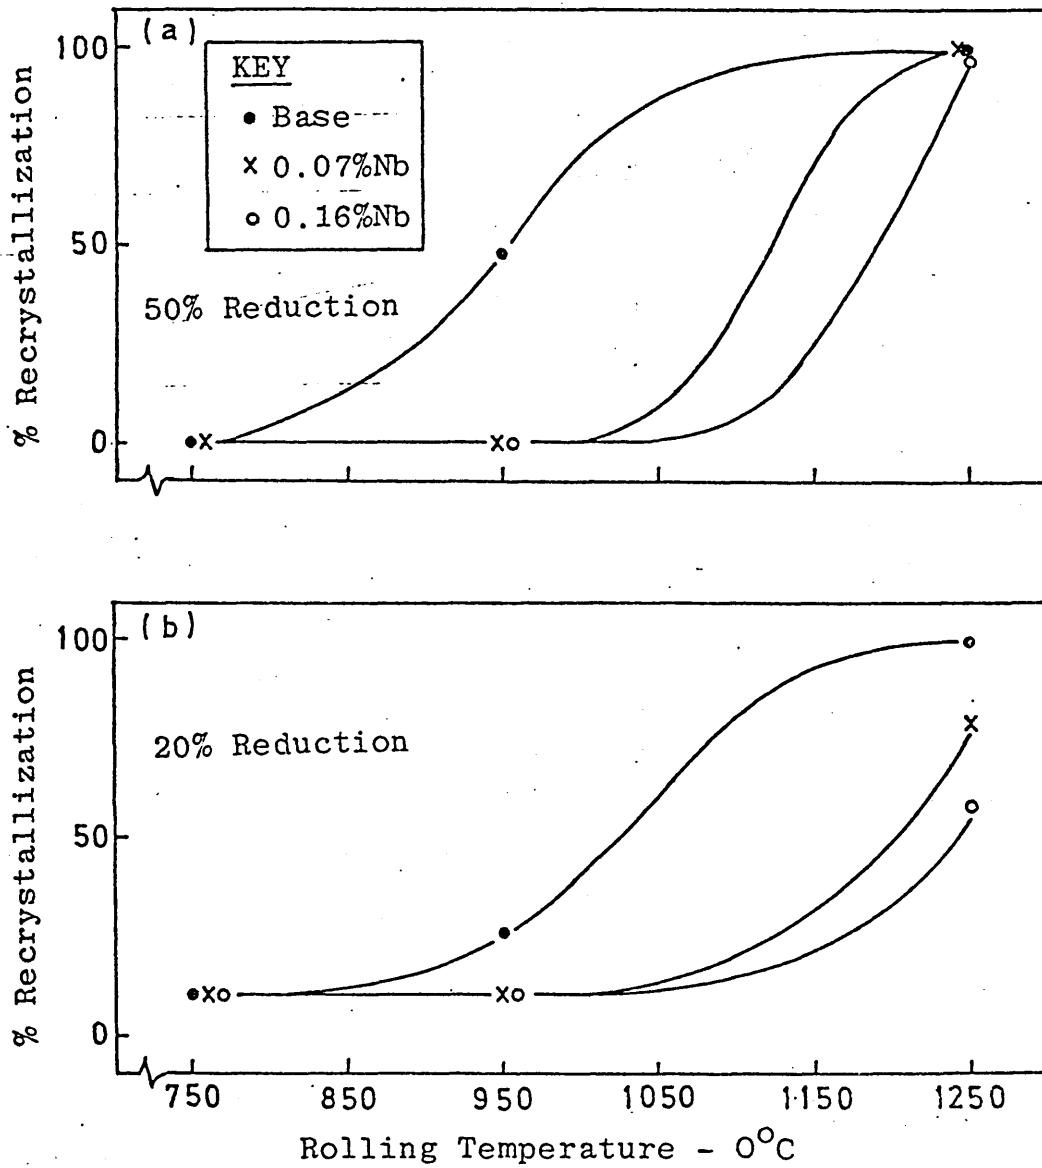 (a)
100
50
0
% Recrystallization
KEY
Base
x 0.07%Nb
o 0.16%Nb
50% Reduction
(b)
100
50
0
% Recrystallization
20% Reduction
750 850 950 1050 1150 1250
Rolling Temperature - 0°C